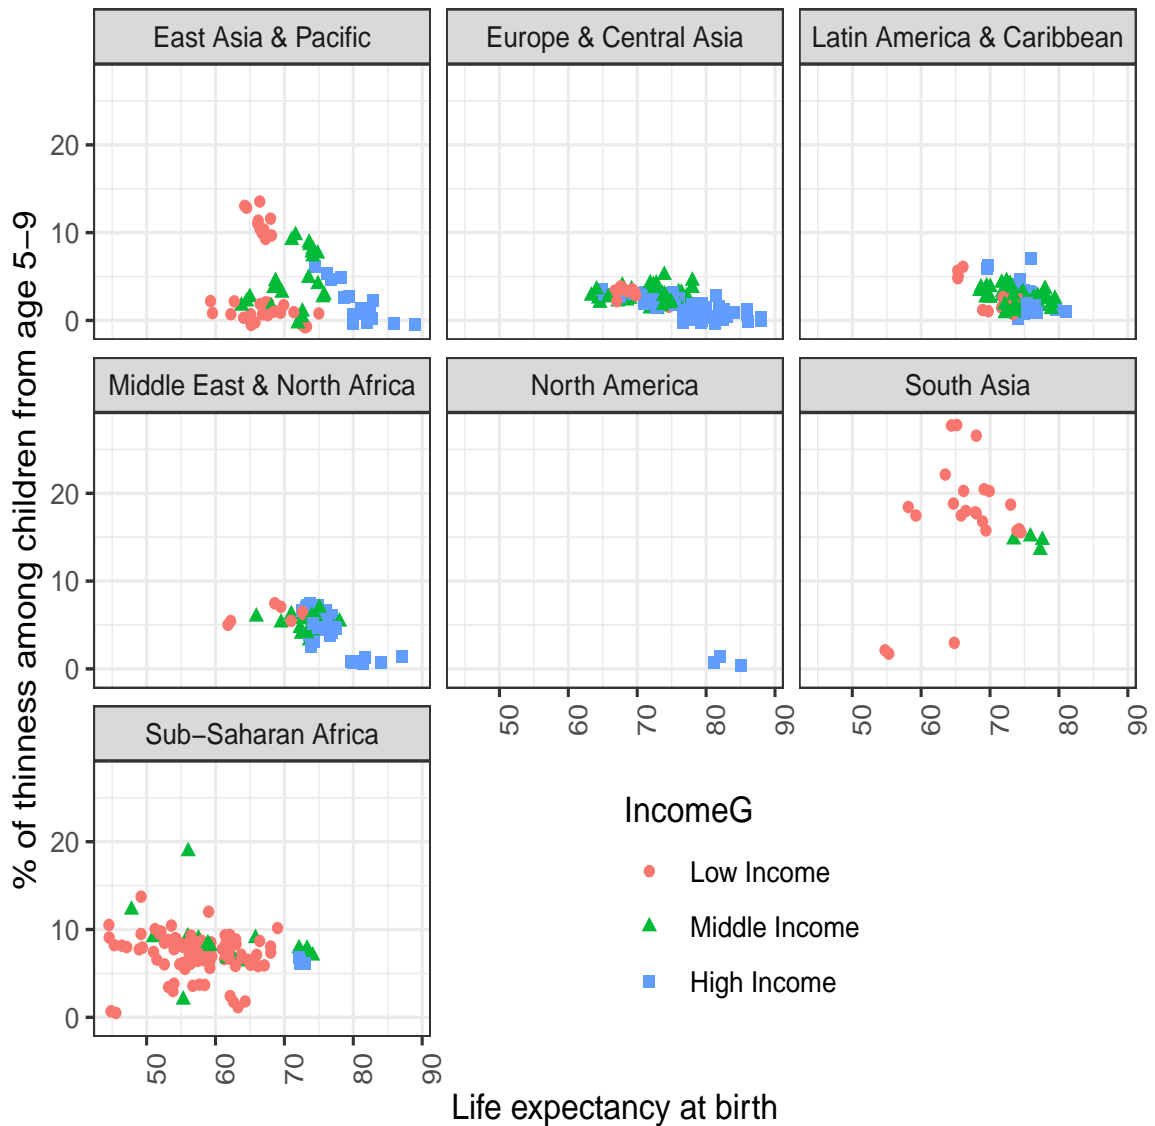 East Asia & Pacific
Europe & Central Asia
Latin America & Caribbean
20
10
0
Middle East & North Africa
North America
South Asia
20
10
0
50
60
70
80
90
50
60
70
80
90
Sub−Saharan Africa
20
10
0
50
60
70
80
90
% of thinness among children from age 5−9
Life expectancy at birth
IncomeG
Low Income
Middle Income
High Income